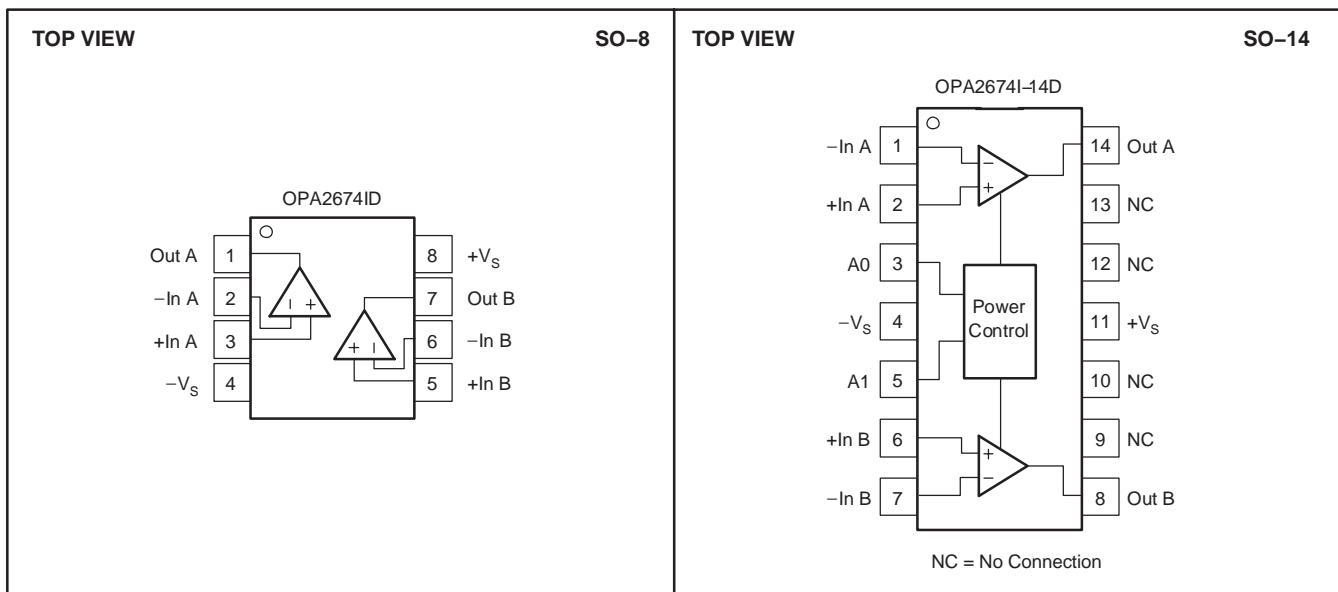 TOP VIEW SO–8
OPA2674ID
Out A 1 8 +VS
−In A 2 7 Out B
+In A 3 6 −In B
−VS 4 5 +In B
− +
+ −
TOP VIEW SO–14
OPA2674I–14D
−In A 1 − 14 Out A
+In A 2 + 13 NC
A0 3 12 NC
Power
Control
−VS 4 11 +VS
A1 5 10 NC
+In B 6 + 9 NC
−In B 7 − 8 Out B
NC = No Connection